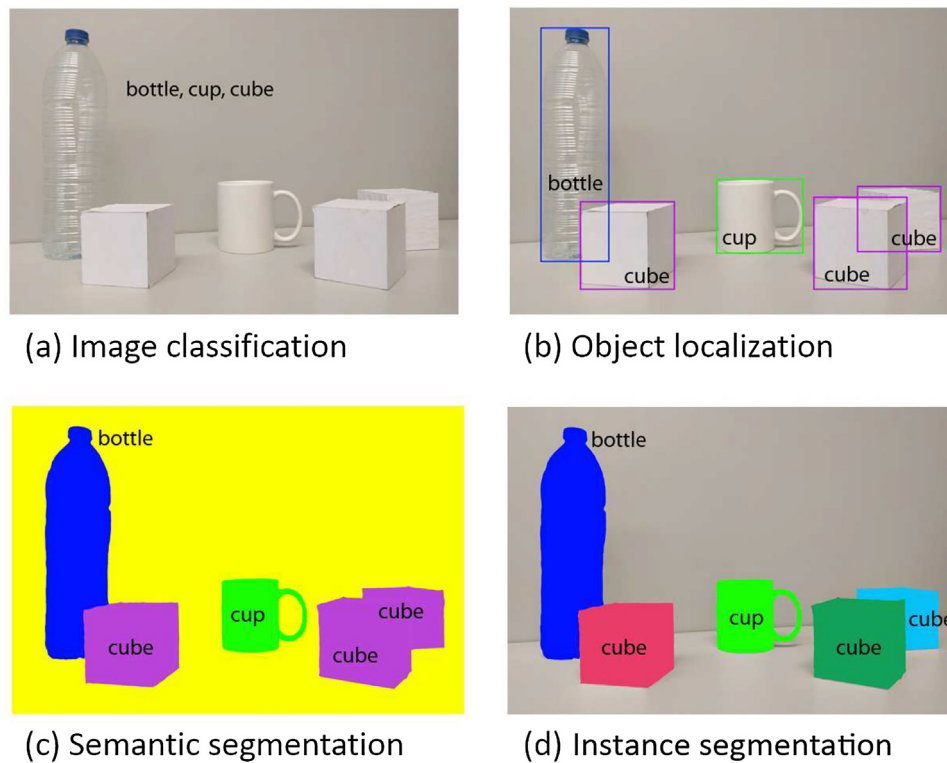 bottle, cup, cube
(a) Image classification
bottle
cup
cube
cube
cube
(b) Object localization
bottle
cup
cube
cube
cube
(c) Semantic segmentation
bottle
cup
cube
cube
cube
(d) Instance segmentation